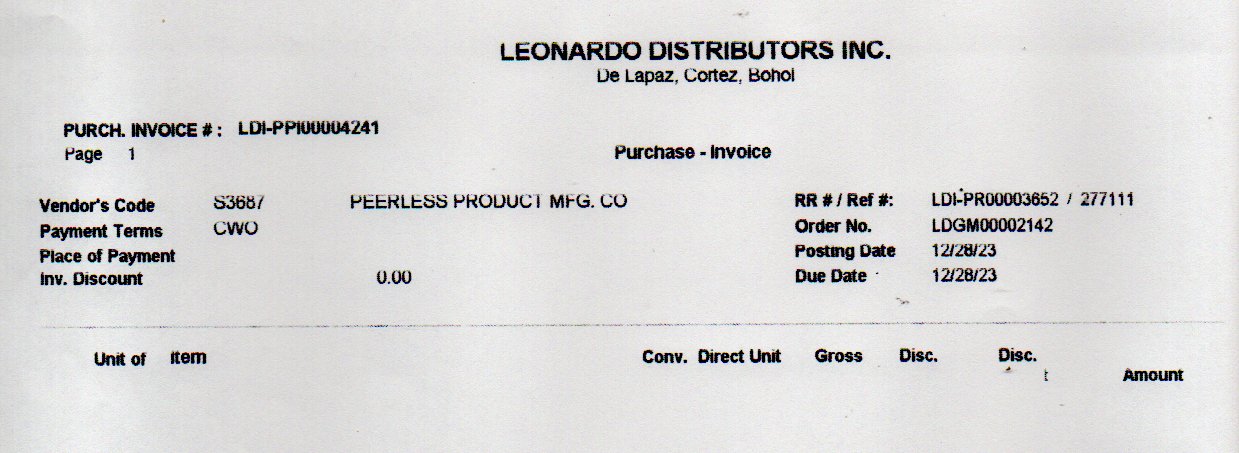 LEONARDO DISTRIBUTORS INC.
De Lapaz, Cortez, Bohol
PURCH. INVOICE # : LDI-PPI00004241
Page 1
Purchase - Invoice
Vendor's Code S3687 PEERLESS PRODUCT MFG. CO RR # / Ref #: LDI-PR00003652 / 277111
Payment Terms CWO Order No. LDGM00002142
Place of Payment Posting Date 12/28/23
Inv. Discount 0.00 Due Date 12/28/23
Unit of Item Conv. Direct Unit Gross Disc. Disc.
Amount